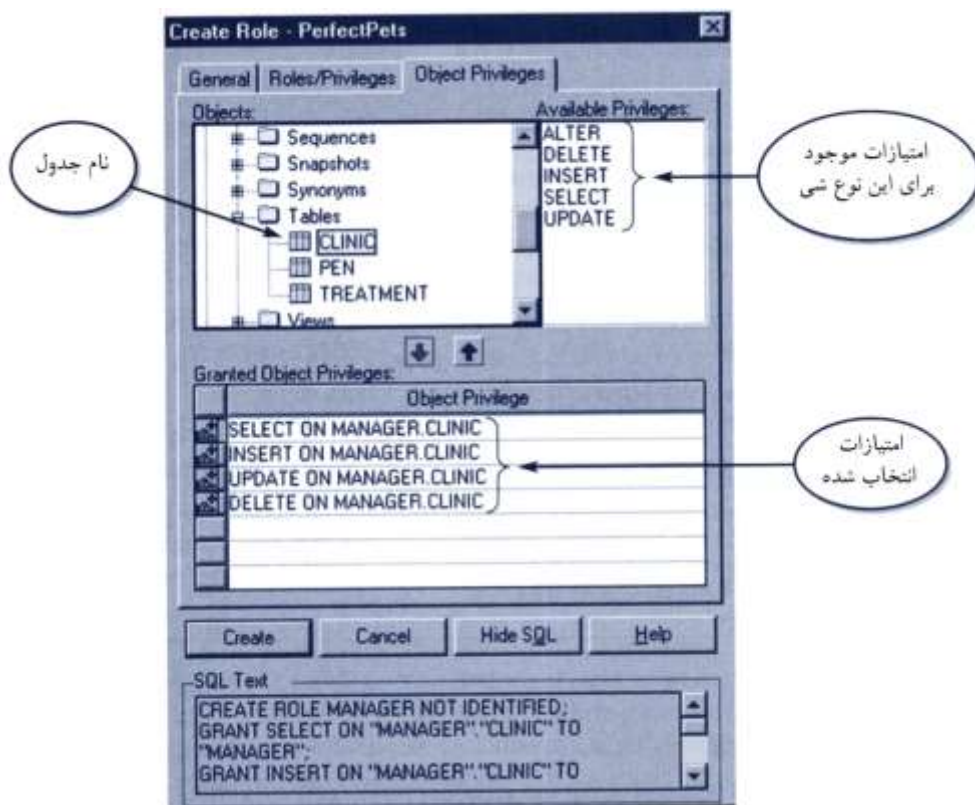 Create Role - PerfectPets
General
Roles/Privileges
Object Privileges
Objects:
Available Privileges:
Sequences
Snapshots
Synonyms
Tables
CLINIC
PEN
TREATMENT
Views
ALTER
DELETE
INSERT
SELECT
UPDATE
نام جدول
امتیازات موجود
برای این نوع شی
Granted Object Privileges:
Object Privilege
SELECT ON MANAGER.CLINIC
INSERT ON MANAGER.CLINIC
UPDATE ON MANAGER.CLINIC
DELETE ON MANAGER.CLINIC
امتیازات
انتخاب شده
Create
Cancel
Hide SQL
Help
SQL Text
CREATE ROLE MANAGER NOT IDENTIFIED;
GRANT SELECT ON "MANAGER"."CLINIC" TO
"MANAGER";
GRANT INSERT ON "MANAGER"."CLINIC" TO